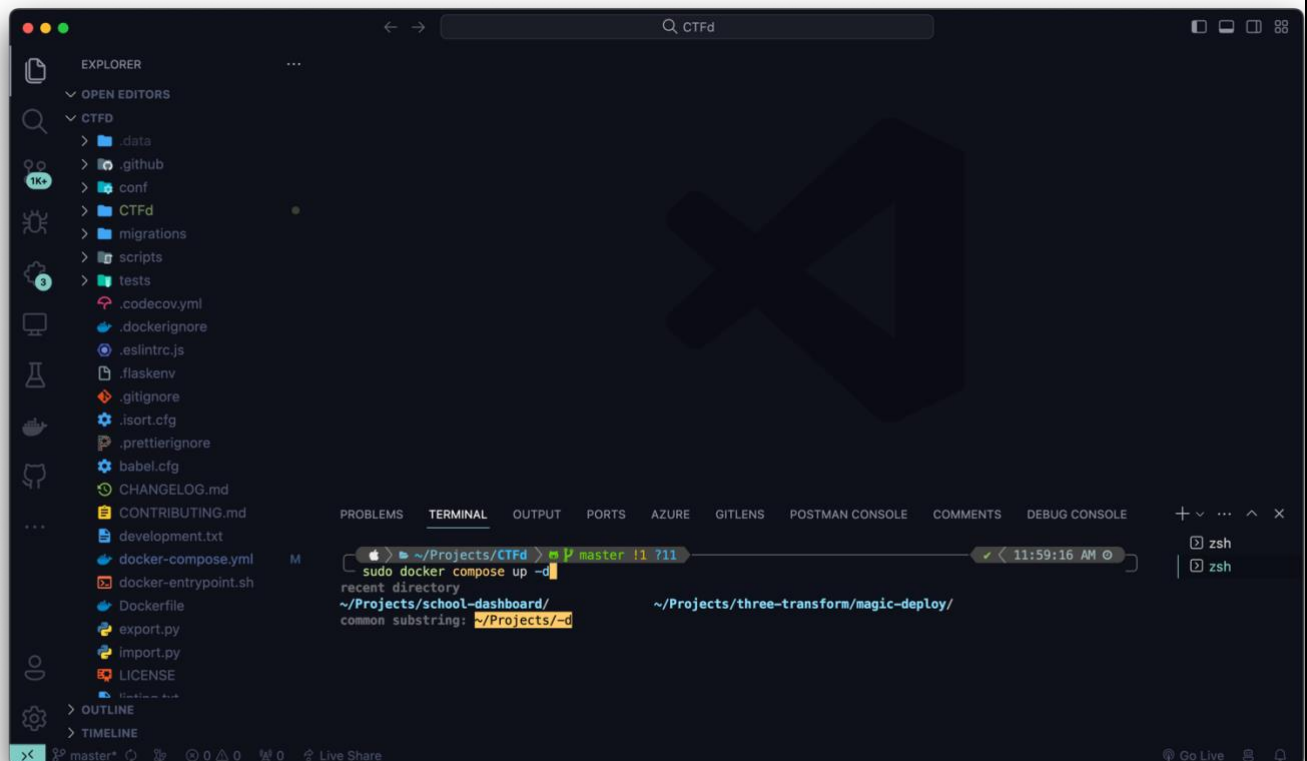 CTFd
EXPLORER
OPEN EDITORS
CTFD
.data
.github
1K+
conf
CTFd
migrations
scripts
3
tests
.codecov.yml
.dockerignore
.eslintrc.js
.flaskenv
.gitignore
.isort.cfg
.prettierignore
babel.cfg
CHANGELOG.md
CONTRIBUTING.md
development.txt
docker-compose.yml M
docker-entrypoint.sh
Dockerfile
export.py
import.py
LICENSE
linting.txt
OUTLINE
TIMELINE
PROBLEMS TERMINAL OUTPUT PORTS AZURE GITLENS POSTMAN CONSOLE COMMENTS DEBUG CONSOLE
~/Projects/CTFd master !1 ?11 ✔ 11:59:16 AM
sudo docker compose up -d
recent directory
~/Projects/school-dashboard/ ~/Projects/three-transform/magic-deploy/
common substring: ~/Projects/-d
zsh
zsh
master* 0 0 0 Live Share Go Live